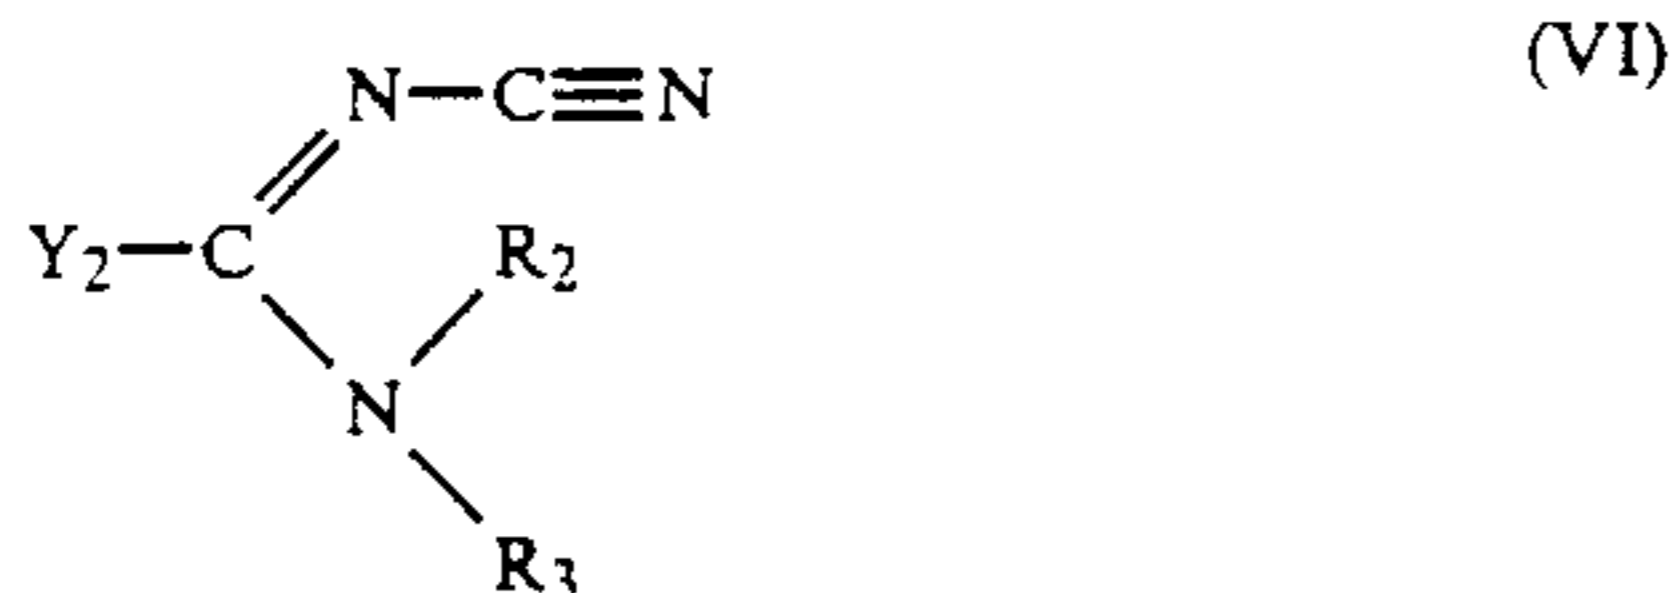 (VI)
N—C≡N
Y₂—C R₂
N
R₃